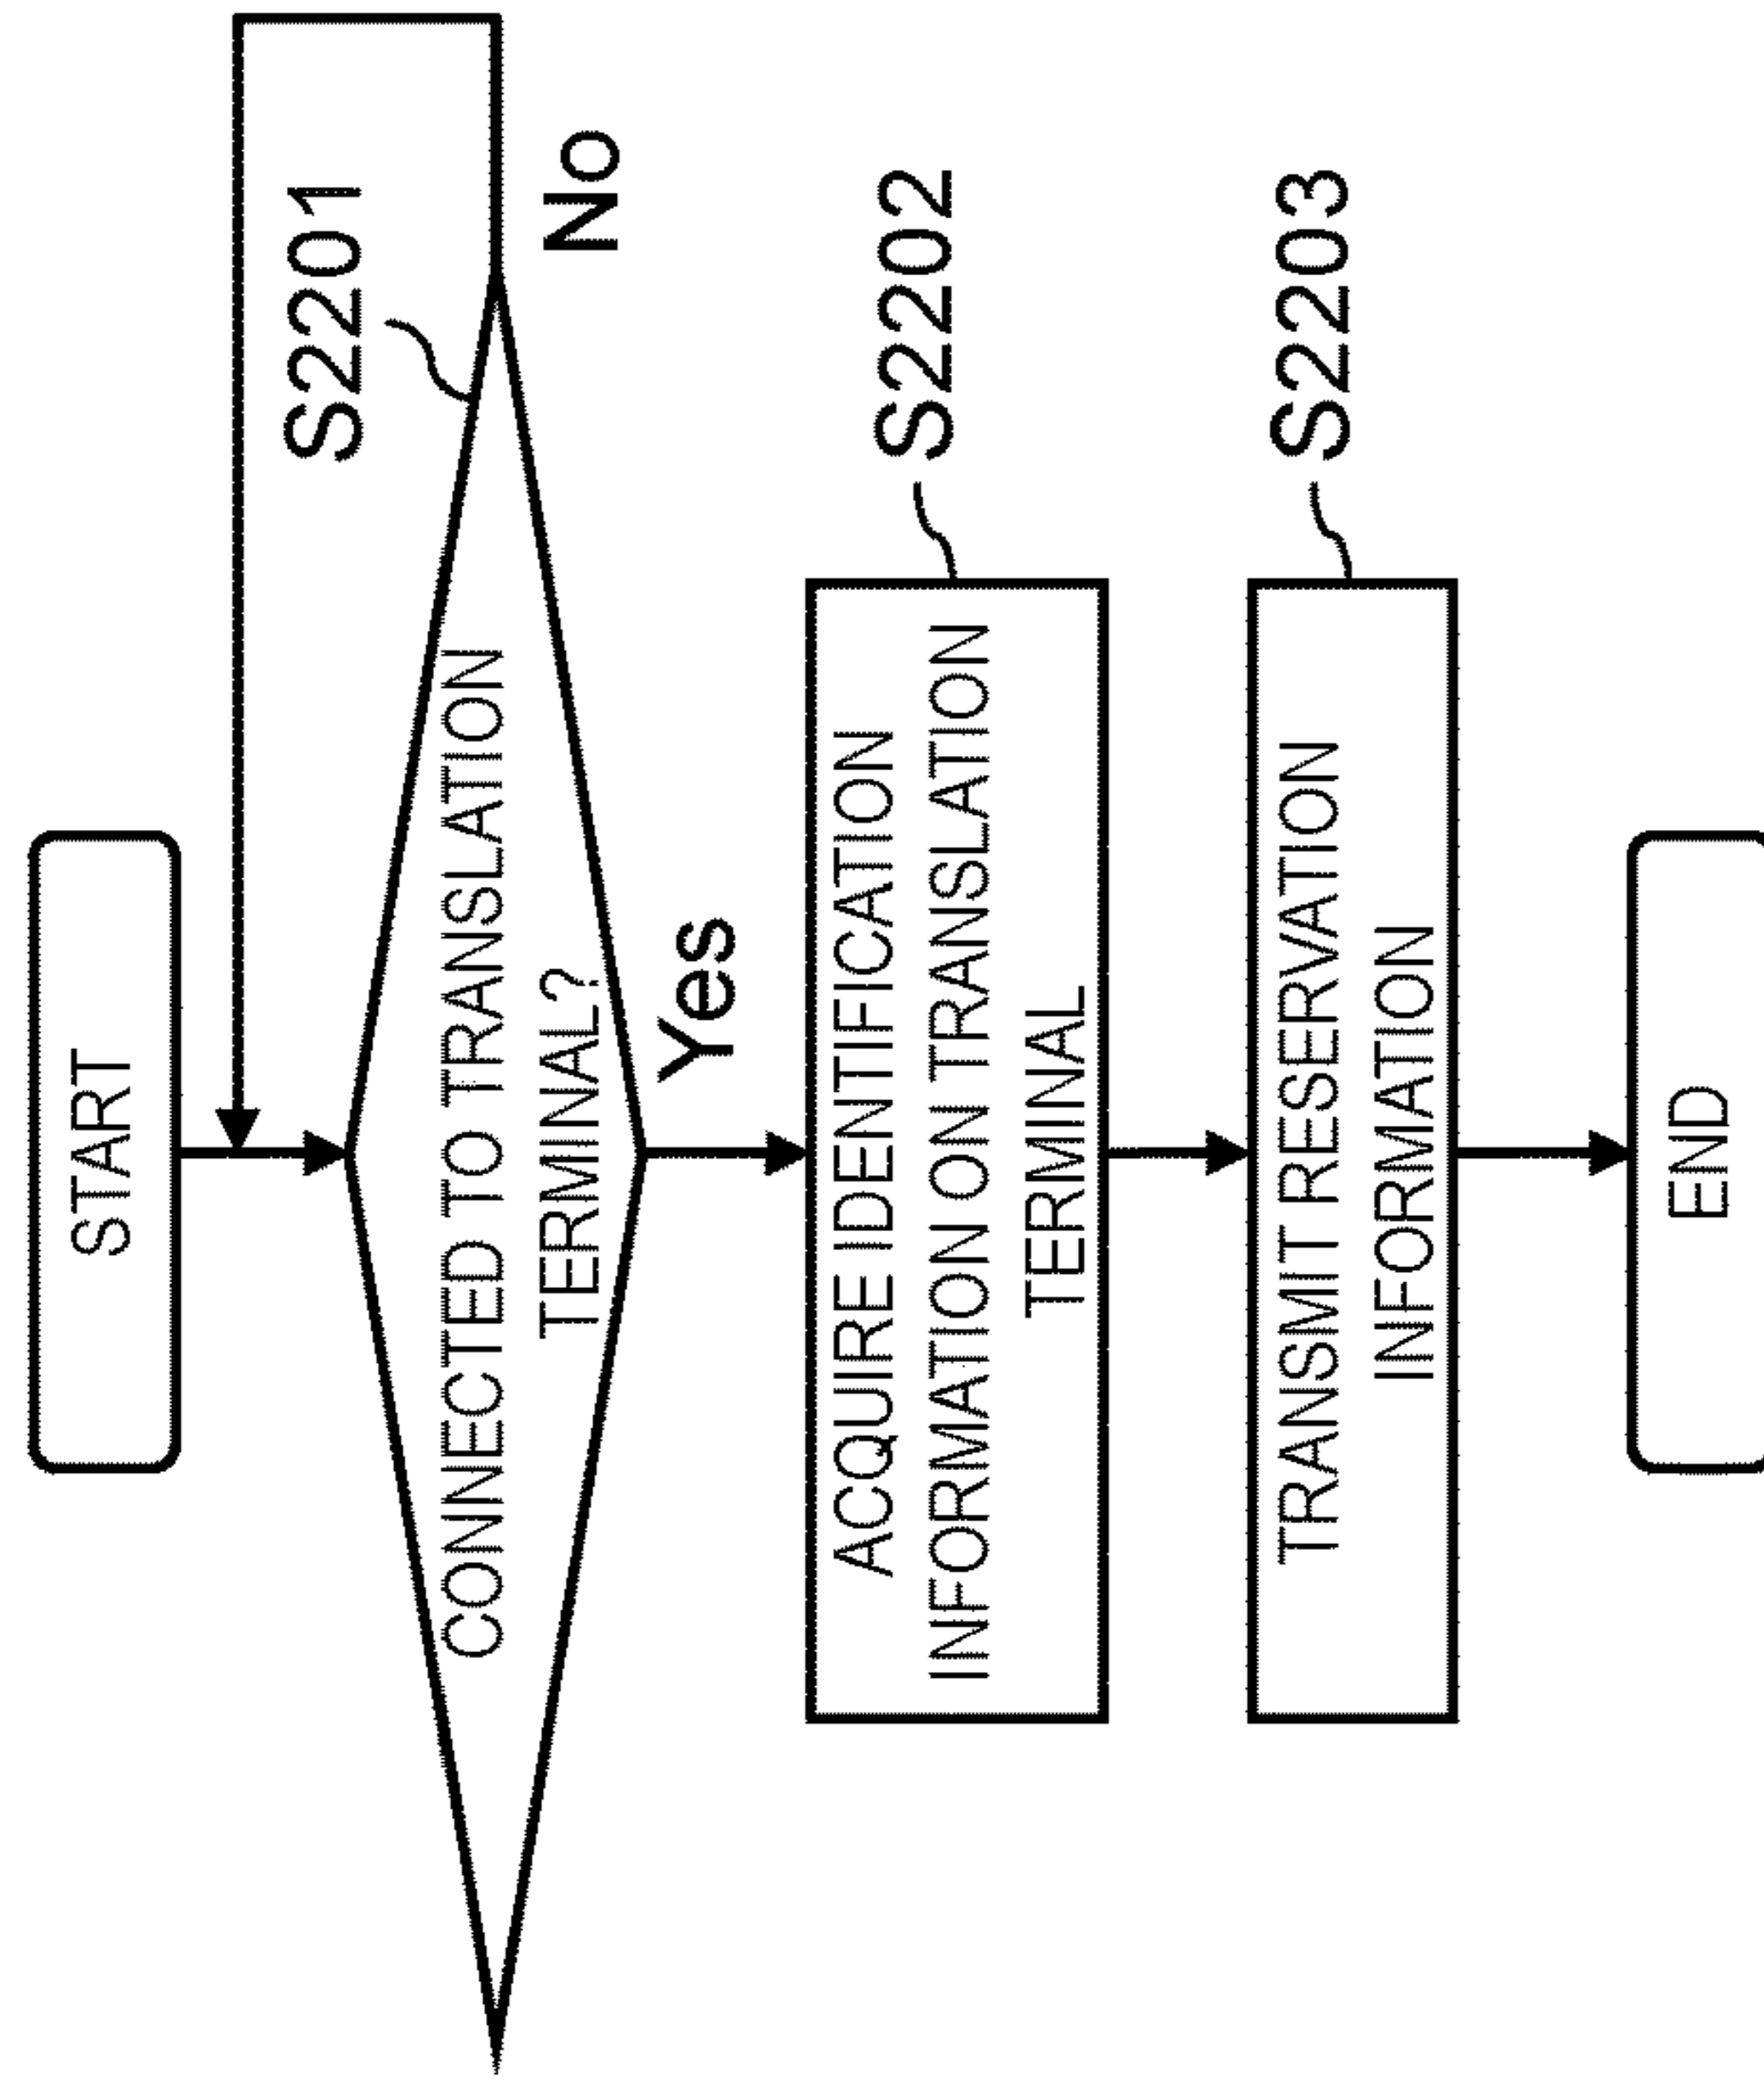 START
S2201
CONNECTED TO TRANSLATION
TERMINAL?
No
Yes
S2202
ACQUIRE IDENTIFICATION
INFORMATION ON TRANSLATION
TERMINAL
S2203
TRANSMIT RESERVATION
INFORMATION
END